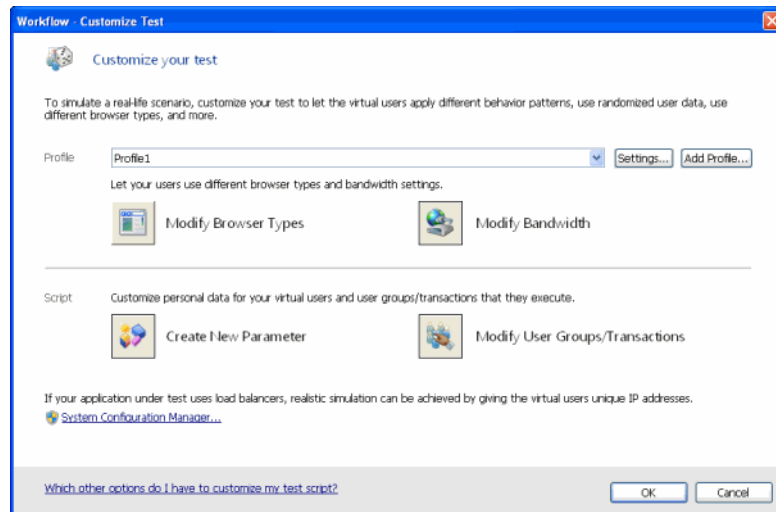 Workflow - Customize Test
Customize your test
To simulate a real-life scenario, customize your test to let the virtual users apply different behavior patterns, use randomized user data, use
different browser types, and more.
Profile
Profile1
Settings...
Add Profile...
Let your users use different browser types and bandwidth settings.
Modify Browser Types
Modify Bandwidth
Script
Customize personal data for your virtual users and user groups/transactions that they execute.
Create New Parameter
Modify User Groups/Transactions
If your application under test uses load balancers, realistic simulation can be achieved by giving the virtual users unique IP addresses.
System Configuration Manager...
Which other options do I have to customize my test script?
OK
Cancel